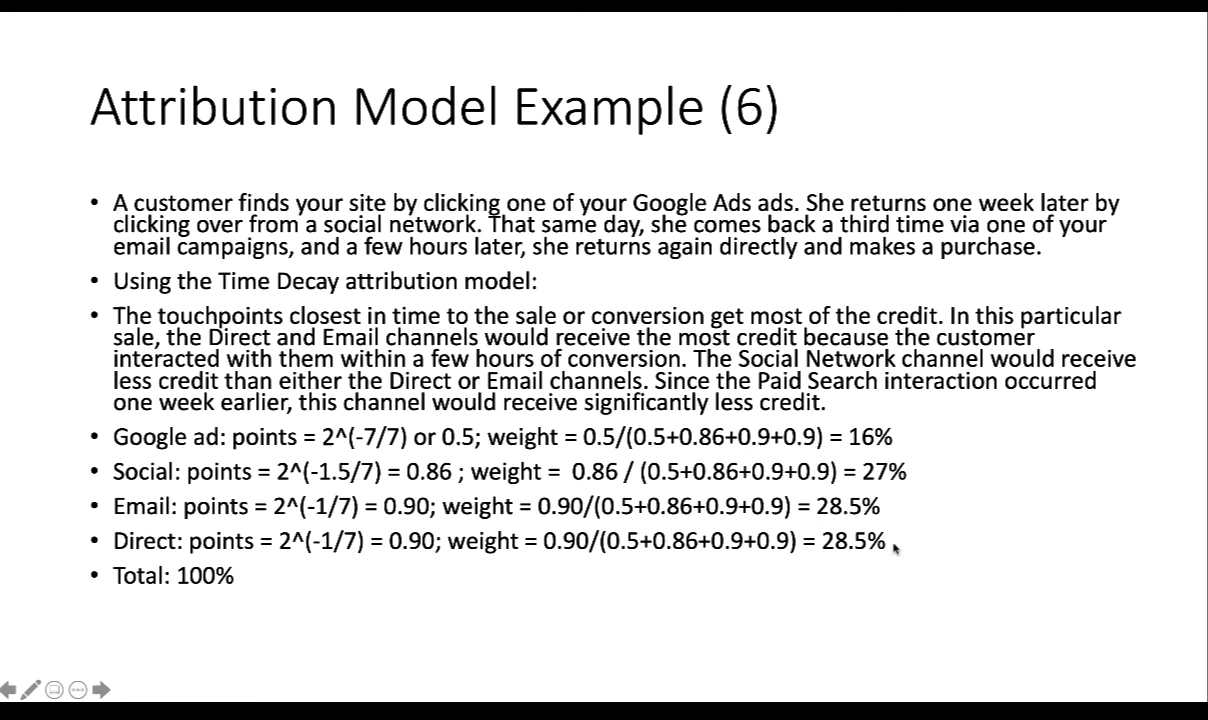 Attribution Model Example (6)
• A customer finds your site by clicking one of your Google Ads ads. She returns one week later by
clicking over from a social network. That same day, she comes back a third time via one of your
email campaigns, and a few hours later, she returns again directly and makes a purchase.
• Using the Time Decay attribution model:
• The touchpoints closest in time to the sale or conversion get most of the credit. In this particular
sale, the Direct and Email channels would receive the most credit because the customer
interacted with them within a few hours of conversion. The Social Network channel would receive
less credit than either the Direct or Email channels. Since the Paid Search interaction occurred
one week earlier, this channel would receive significantly less credit.
• Google ad: points = 2^(-7/7) or 0.5; weight = 0.5/(0.5+0.86+0.9+0.9) = 16%
• Social: points = 2^(-1.5/7) = 0.86 ; weight =  0.86 / (0.5+0.86+0.9+0.9) = 27%
• Email: points = 2^(-1/7) = 0.90; weight = 0.90/(0.5+0.86+0.9+0.9) = 28.5%
• Direct: points = 2^(-1/7) = 0.90; weight = 0.90/(0.5+0.86+0.9+0.9) = 28.5%
• Total: 100%